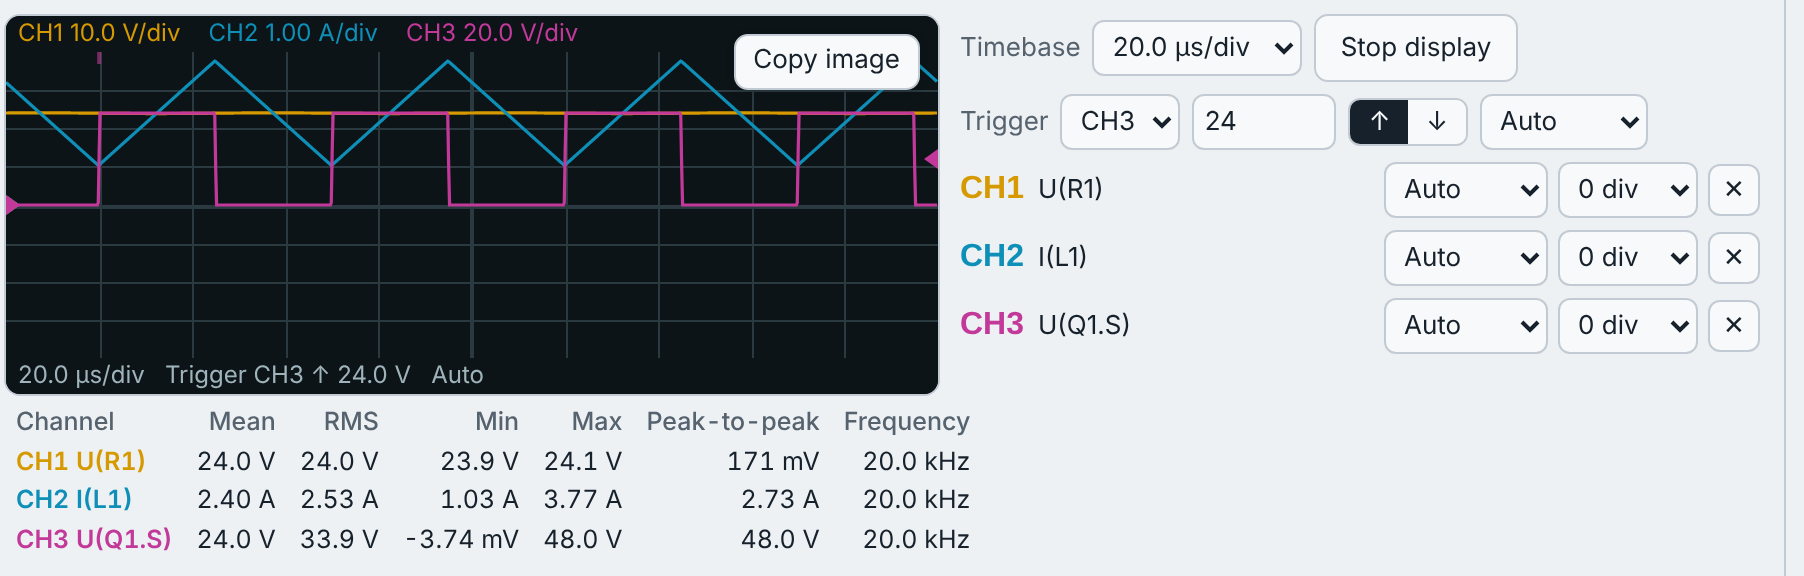 CH1 10.0 V/div CH2 1.00 A/div CH3 20.0 V/div
Copy image
20.0 µs/div Trigger CH3 ↑ 24.0 V Auto
Timebase 20.0 µs/div Stop display
Trigger CH3 24 ↑ ↓ Auto
CH1 U(R1) Auto 0 div ×
CH2 I(L1) Auto 0 div ×
CH3 U(Q1.S) Auto 0 div ×
Channel Mean RMS Min Max Peak-to-peak Frequency
CH1 U(R1) 24.0 V 24.0 V 23.9 V 24.1 V 171 mV 20.0 kHz
CH2 I(L1) 2.40 A 2.53 A 1.03 A 3.77 A 2.73 A 20.0 kHz
CH3 U(Q1.S) 24.0 V 33.9 V -3.74 mV 48.0 V 48.0 V 20.0 kHz